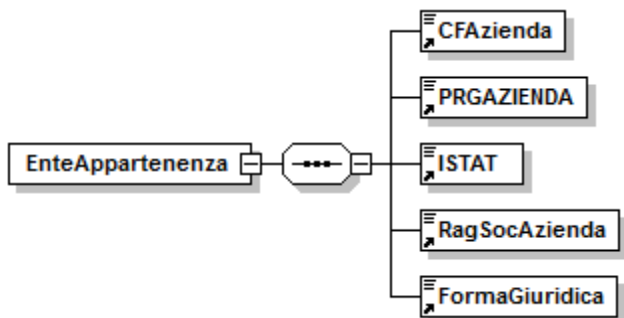 CFAzienda
PRGAZIENDA
EnteAppartenenza
ISTAT
RagSocAzienda
FormaGiuridica